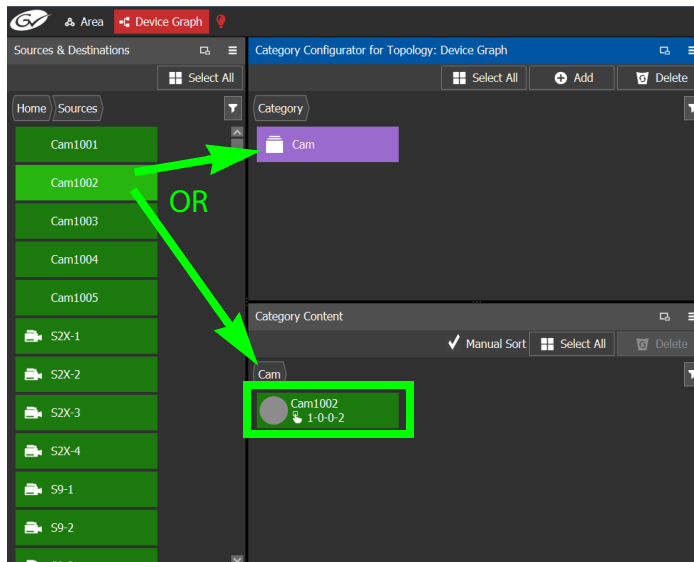 GV Area Device Graph
Sources & Destinations
Select All
Home Sources
Cam1001
Cam1002
Cam1003
Cam1004
Cam1005
S2X-1
S2X-2
S2X-3
S2X-4
S9-1
S9-2
OR
Category Configurator for Topology: Device Graph
Select All Add Delete
Category
Cam
Category Content
Manual Sort Select All Delete
Cam
Cam1002
1-0-0-2